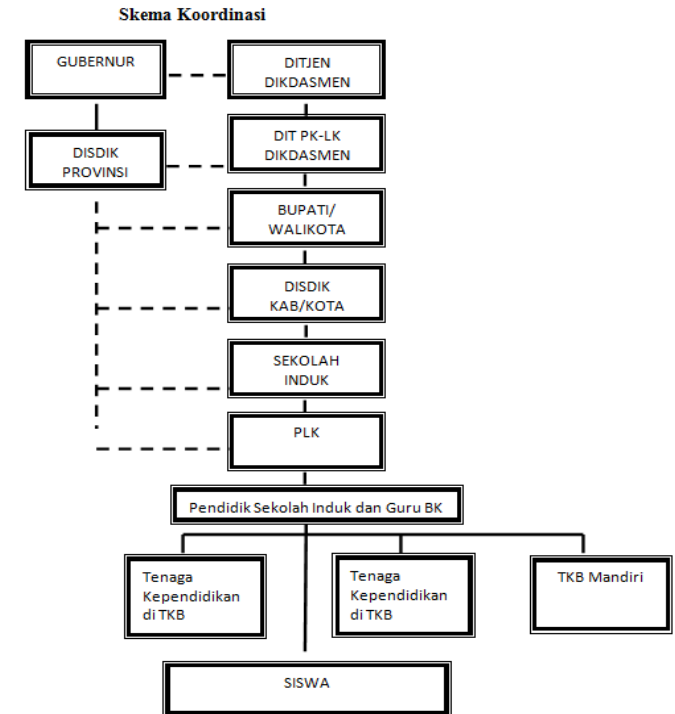 Skema Koordinasi
GUBERNUR
DITJEN
DIKDASMEN
DISDIK
PROVINSI
DIT PK-LK
DIKDASMEN
BUPATI/
WALIKOTA
DISDIK
KAB/KOTA
SEKOLAH
INDUK
PLK
Pendidik Sekolah Induk dan Guru BK
Tenaga
Kependidikan
di TKB
Tenaga
Kependidikan
di TKB
TKB Mandiri
SISWA